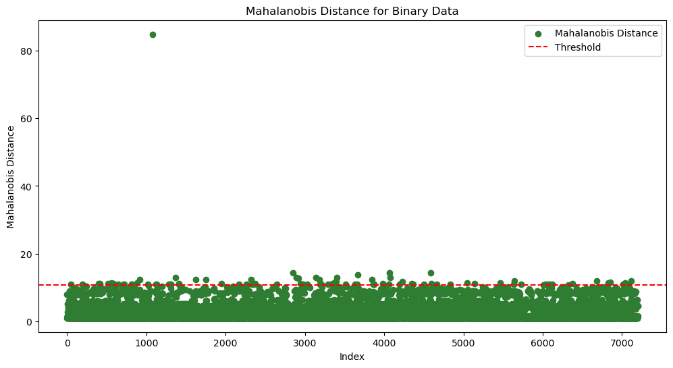 Mahalanobis Distance for Binary Data
Mahalanobis Distance
Threshold
80
60
40
20
0
Mahalanobis Distance
0 1000 2000 3000 4000 5000 6000 7000
Index